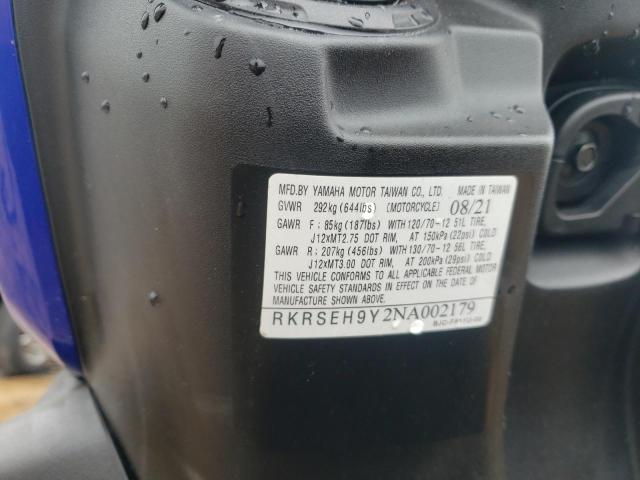 MFD.BY YAMAHA MOTOR TAIWAN CO., LTD. MADE IN TAIWAN
GVWR 292kg (644lbs) (MOTORCYCLE) 08/21
GAWR F; 85kg (187lbs) WITH 120/70-12 51L TIRE,
J12xMT2.75 DOT RIM, AT 150kPa (22psi) COLD
GAWR R; 207kg (456lbs) WITH 130/70-12 56L TIRE,
J12xMT3.00 DOT RIM, AT 200kPa (29psi) COLD
THIS VEHICLE CONFORMS TO ALL APPLICABLE FEDERAL MOTOR
VEHICLE SAFETY STANDARDS IN EFFECT ON THE DATE OF
MANUFACTURE SHOWN ABOVE.
RKRSEH9Y2NA002179